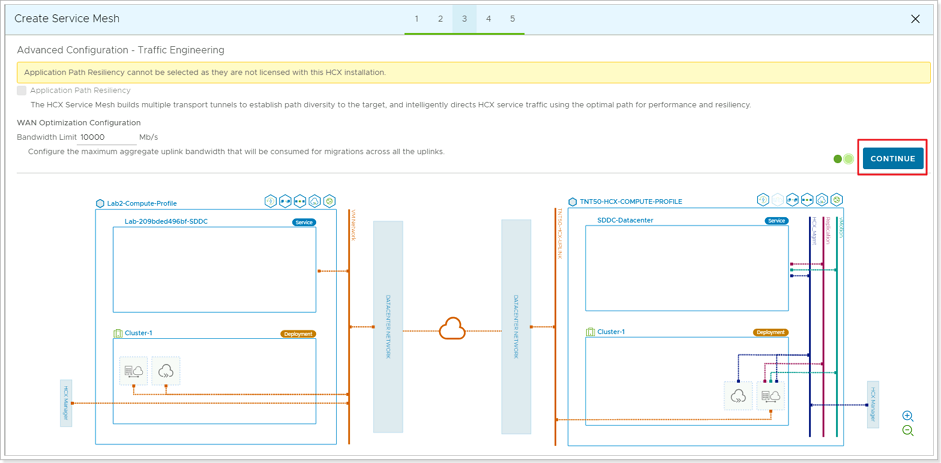 Create Service Mesh
1 2 3 4 5
Advanced Configuration - Traffic Engineering
Application Path Resiliency cannot be selected as they are not licensed with this HCX installation.
Application Path Resiliency
The HCX Service Mesh builds multiple transport tunnels to establish path diversity to the target, and intelligently directs HCX service traffic using the optimal path for performance and resiliency.
WAN Optimization Configuration
Bandwidth Limit 10000 Mb/s
Configure the maximum aggregate uplink bandwidth that will be consumed for migrations across all the uplinks.
CONTINUE
Lab2-Compute-Profile
Lab-209bded496bf-SDDC
Service
Cluster-1
Deployment
HCX Manager
DATACENTER NETWORK
DATACENTER NETWORK
TNT50-HCX-COMPUTE-PROFILE
SDDC-Datacenter
Service
Cluster-1
Deployment
HCX Manager